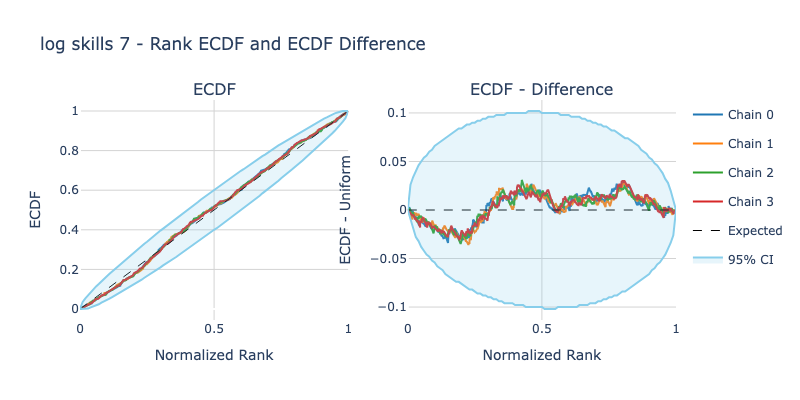 log skills 7 - Rank ECDF and ECDF Difference
ECDF
ECDF - Difference
1
0.8
0.6
0.4
0.2
0
ECDF
0
0.5
1
Normalized Rank
0.1
0.05
0
−0.05
−0.1
ECDF - Uniform
0
0.5
1
Normalized Rank
Chain 0
Chain 1
Chain 2
Chain 3
Expected
95% CI